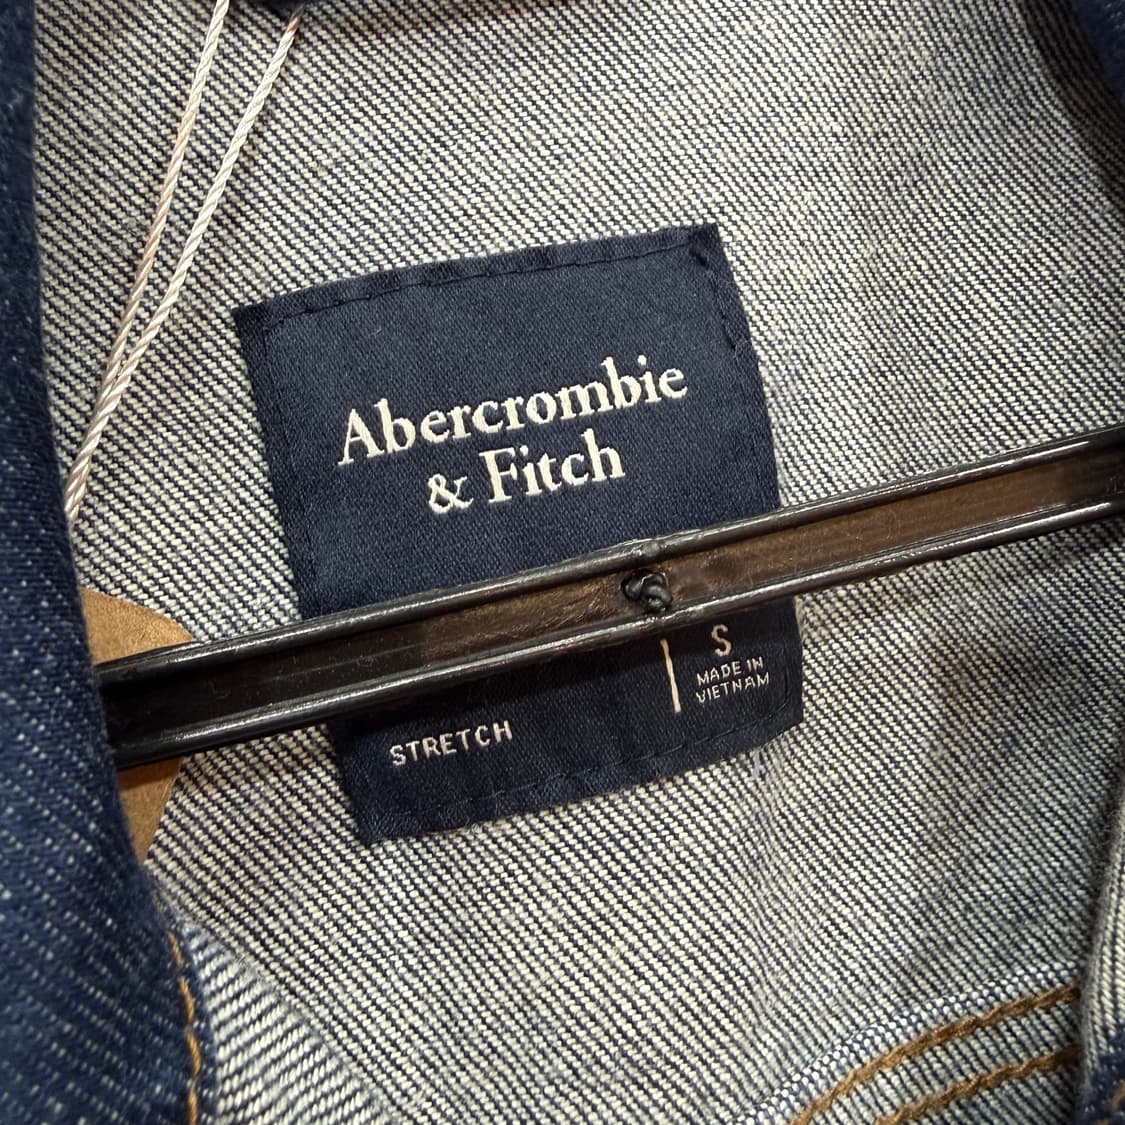 Abercrombie
& Fitch
S
MADE IN
VIETNAM
STRETCH